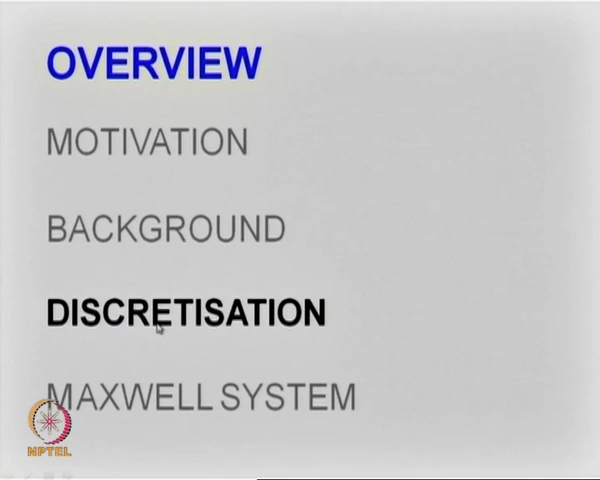 OVERVIEW
MOTIVATION
BACKGROUND
DISCRETISATION
MAXWELL SYSTEM
NPTEL